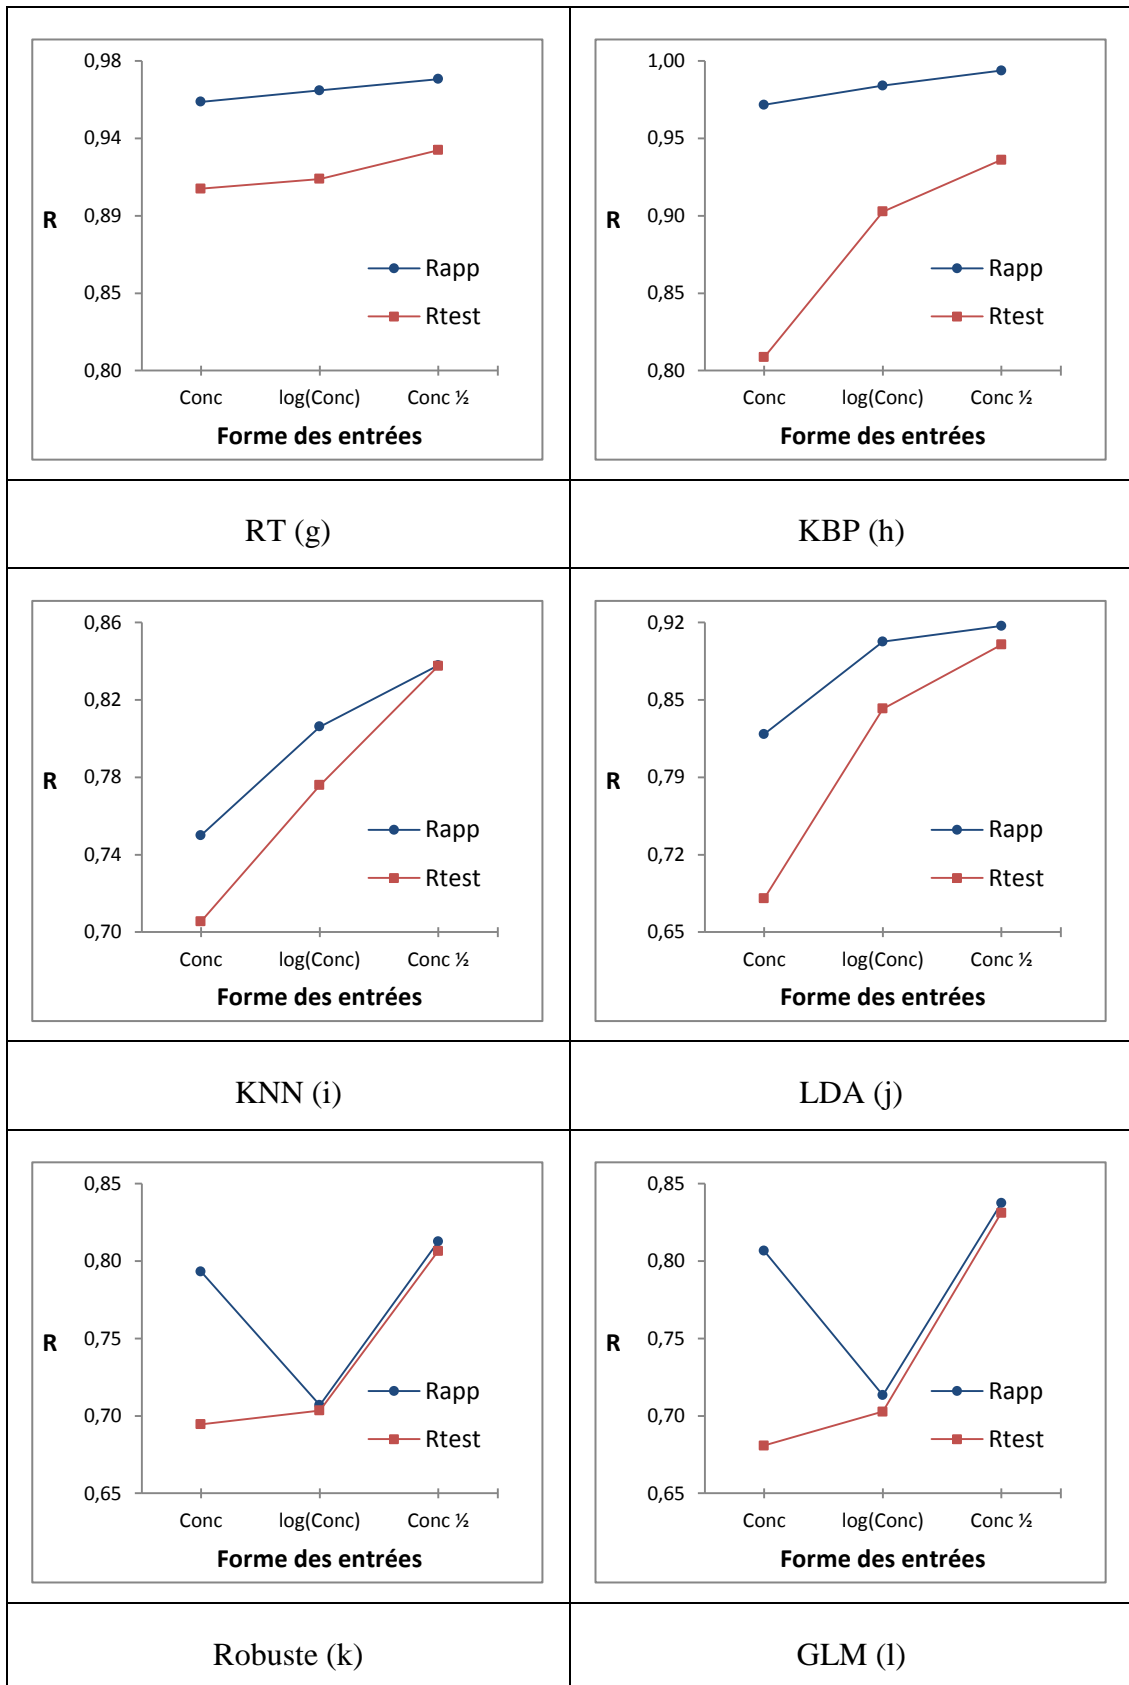 0,98
0,94
0,89
0,85
0,80
R
Rapp
Rtest
Conc log(Conc) Conc ½
Forme des entrées
1,00
0,95
0,90
0,85
0,80
R
Rapp
Rtest
Conc log(Conc) Conc ½
Forme des entrées
RT (g)
KBP (h)
0,86
0,82
0,78
0,74
0,70
R
Rapp
Rtest
Conc log(Conc) Conc ½
Forme des entrées
0,92
0,85
0,79
0,72
0,65
R
Rapp
Rtest
Conc log(Conc) Conc ½
Forme des entrées
KNN (i)
LDA (j)
0,85
0,80
0,75
0,70
0,65
R
Rapp
Rtest
Conc log(Conc) Conc ½
Forme des entrées
0,85
0,80
0,75
0,70
0,65
R
Rapp
Rtest
Conc log(Conc) Conc ½
Forme des entrées
Robuste (k)
GLM (l)